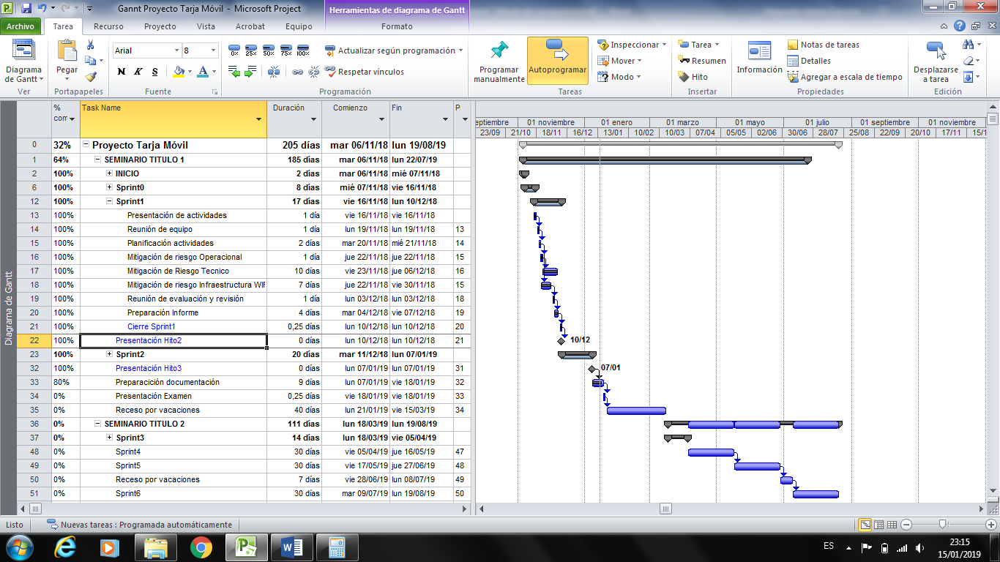 Gannt Proyecto Tarja Móvil - Microsoft Project
Herramientas de diagrama de Gantt
Archivo Tarea Recurso Proyecto Vista Acrobat Equipo Formato
Diagrama de Gantt
Ver
Pegar
Portapapeles
Arial 8
N K S A
Fuente
0% 25% 50% 75% 100%
Actualizar según programación
Respetar vínculos
Programación
Programar manualmente
Autoprogramar
Inspeccionar
Mover
Modo
Tareas
Tarea
Resumen
Hito
Insertar
Información
Notas de tareas
Detalles
Agregar a escala de tiempo
Propiedades
Desplazarse a tarea
Edición
% com Task Name Duración Comienzo Fin P
eptiembre 01 noviembre 01 enero 01 marzo 01 mayo 01 julio 01 septiembre 01 noviembre
23/09 21/10 18/11 16/12 13/01 10/02 10/03 07/04 05/05 02/06 30/06 28/07 25/08 22/09 20/10 17/11 15/1
0 32% Proyecto Tarja Móvil 205 días mar 06/11/18 lun 19/08/19
1 64% SEMINARIO TITULO 1 185 días mar 06/11/18 lun 22/07/19
2 100% INICIO 2 días mar 06/11/18 mié 07/11/18
6 100% Sprint0 8 días mié 07/11/18 vie 16/11/18
12 100% Sprint1 17 días vie 16/11/18 lun 10/12/18
13 100% Presentación de actividades 1 día vie 16/11/18 vie 16/11/18
14 100% Reunión de equipo 1 día lun 19/11/18 lun 19/11/18 13
15 100% Planificación actividades 2 días mar 20/11/18 mié 21/11/18 14
16 100% Mitigación de riesgo Operacional 1 día jue 22/11/18 jue 22/11/18 15
17 100% Mitigación de Riesgo Tecnico 10 días vie 23/11/18 jue 06/12/18 16
18 100% Mitigación de riesgo Infraestructura WIF 7 días jue 22/11/18 vie 30/11/18 15
19 100% Reunión de evaluación y revisión 1 día lun 03/12/18 lun 03/12/18 18
20 100% Preparación Informe 4 días mar 04/12/18 vie 07/12/18 19
21 100% Cierre Sprint1 0,25 días lun 10/12/18 lun 10/12/18 20
22 100% Presentación Hito2 0 días lun 10/12/18 lun 10/12/18 21 10/12
23 100% Sprint2 20 días mar 11/12/18 lun 07/01/19
32 100% Presentación Hito3 0 días lun 07/01/19 lun 07/01/19 31 07/01
33 80% Preparacición documentación 9 días lun 07/01/19 vie 18/01/19 32
34 0% Presentación Examen 0,25 días vie 18/01/19 vie 18/01/19 33
35 0% Receso por vacaciones 40 días lun 21/01/19 vie 15/03/19 34
36 0% SEMINARIO TITULO 2 111 días lun 18/03/19 lun 19/08/19
37 0% Sprint3 14 días lun 18/03/19 vie 05/04/19
48 0% Sprint4 30 días vie 05/04/19 jue 16/05/19 47
49 0% Sprint5 30 días vie 17/05/19 jue 27/06/19 48
50 0% Receso por vacaciones 7 días vie 28/06/19 lun 08/07/19 49
51 0% Sprint6 30 días mar 09/07/19 lun 19/08/19 50
Diagrama de Gantt
Listo Nuevas tareas : Programada automáticamente
ES 23:15
15/01/2019